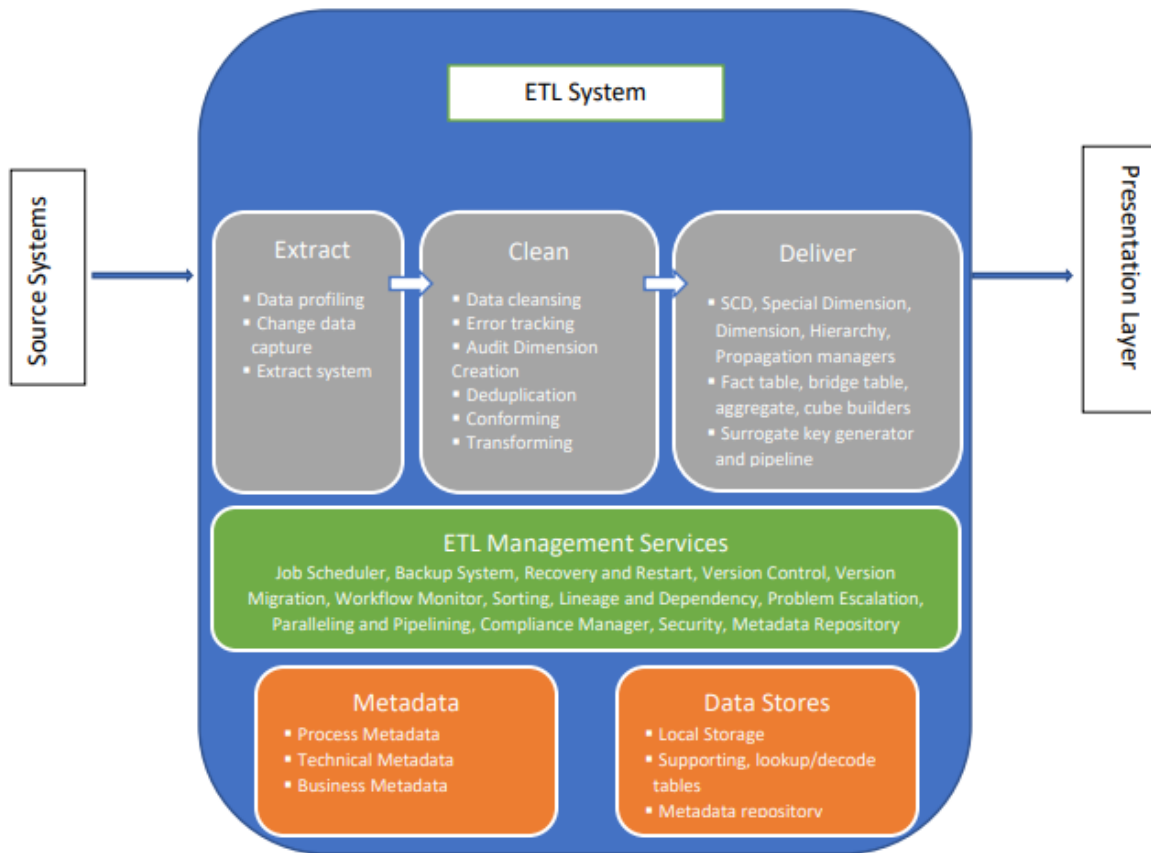 ETL System
Source Systems
Presentation Layer
Extract
▪ Data profiling
▪ Change data
capture
▪ Extract system
Clean
▪ Data cleansing
▪ Error tracking
▪ Audit Dimension
Creation
▪ Deduplication
▪ Conforming
▪ Transforming
Deliver
▪ SCD, Special Dimension,
Dimension, Hierarchy,
Propagation managers
▪ Fact table, bridge table,
aggregate, cube builders
▪ Surrogate key generator
and pipeline
ETL Management Services
Job Scheduler, Backup System, Recovery and Restart, Version Control, Version
Migration, Workflow Monitor, Sorting, Lineage and Dependency, Problem Escalation,
Paralleling and Pipelining, Compliance Manager, Security, Metadata Repository
Metadata
▪ Process Metadata
▪ Technical Metadata
▪ Business Metadata
Data Stores
▪ Local Storage
▪ Supporting, lookup/decode
tables
▪ Metadata repository